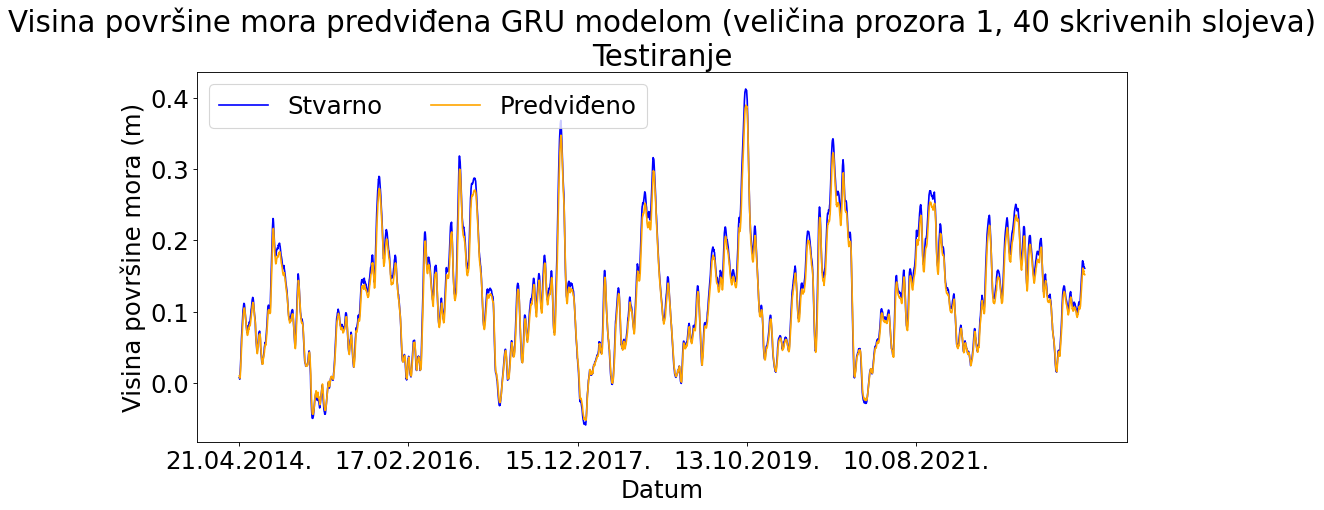 Visina površine mora predviđena GRU modelom (veličina prozora 1, 40 skrivenih slojeva)
Testiranje
Stvarno
Predviđeno
Visina površine mora (m)
0.4
0.3
0.2
0.1
0.0
21.04.2014.
17.02.2016.
15.12.2017.
13.10.2019.
10.08.2021.
Datum